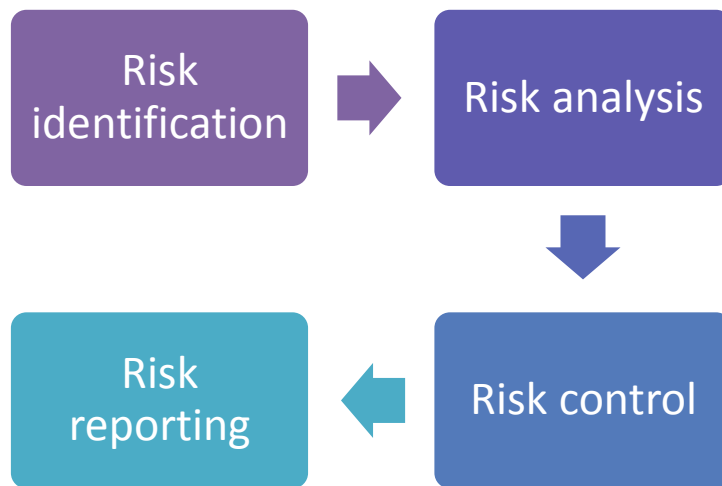 Risk
identification
Risk analysis
Risk control
Risk
reporting